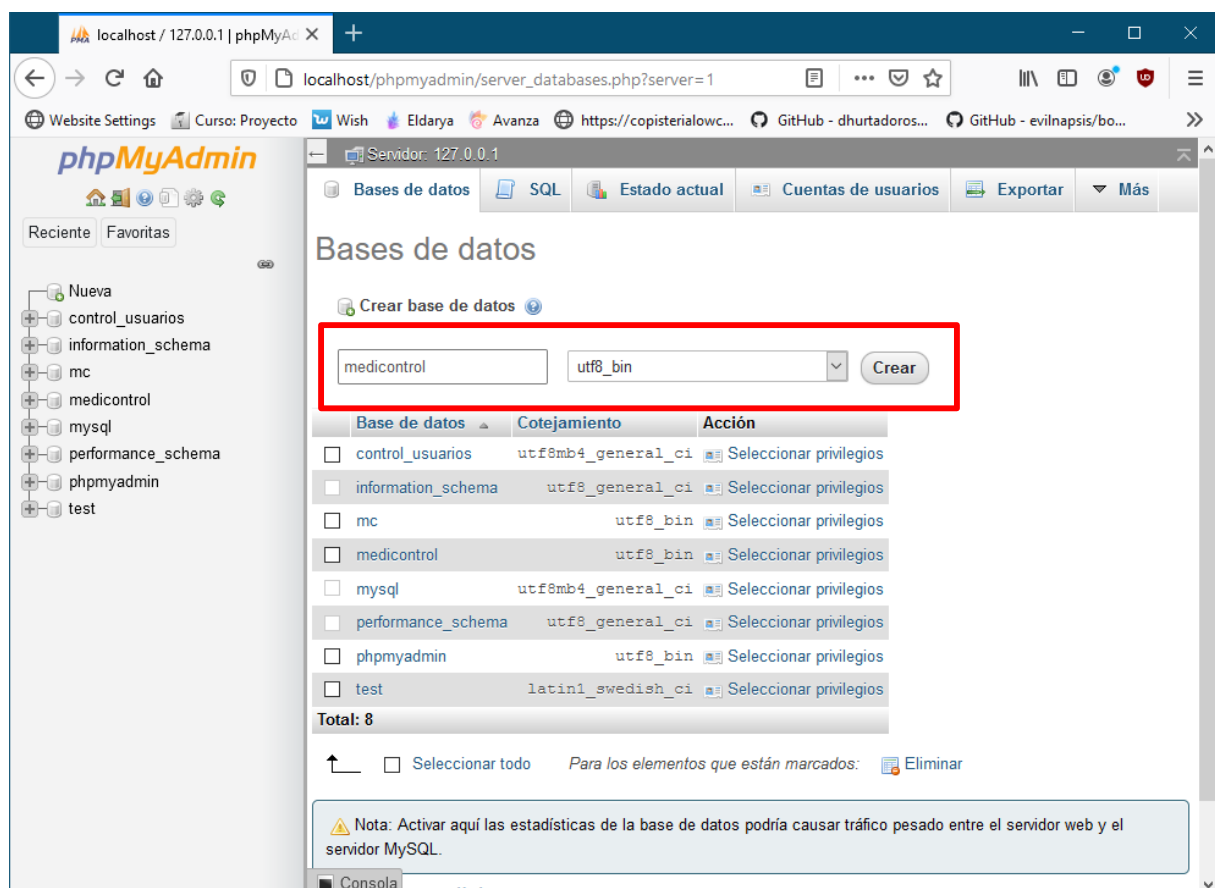 localhost / 127.0.0.1 | phpMyAd
localhost/phpmyadmin/server_databases.php?server=1
Website Settings Curso: Proyecto Wish Eldarya Avanza https://copisterialowc... GitHub - dhurtadoros... GitHub - evilnapsis/bo...
phpMyAdmin
Reciente Favoritas
Nueva
control_usuarios
information_schema
mc
medicontrol
mysql
performance_schema
phpmyadmin
test
Servidor: 127.0.0.1
Bases de datos SQL Estado actual Cuentas de usuarios Exportar Más
Bases de datos
Crear base de datos
medicontrol utf8_bin Crear
Base de datos Cotejamiento Acción
control_usuarios utf8mb4_general_ci Seleccionar privilegios
information_schema utf8_general_ci Seleccionar privilegios
mc utf8_bin Seleccionar privilegios
medicontrol utf8_bin Seleccionar privilegios
mysql utf8mb4_general_ci Seleccionar privilegios
performance_schema utf8_general_ci Seleccionar privilegios
phpmyadmin utf8_bin Seleccionar privilegios
test latin1_swedish_ci Seleccionar privilegios
Total: 8
Seleccionar todo Para los elementos que están marcados: Eliminar
Nota: Activar aquí las estadísticas de la base de datos podría causar tráfico pesado entre el servidor web y el
servidor MySQL.
Consola